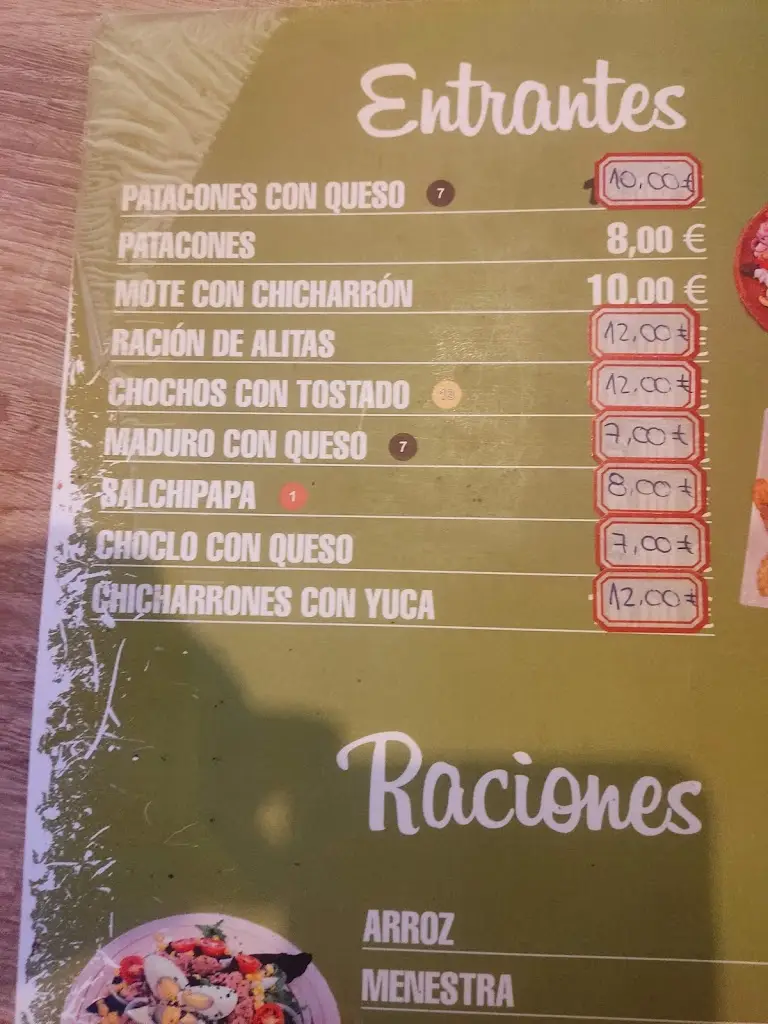 Entrantes
PATACONES CON QUESO 7 10,00€
PATACONES 8,00 €
MOTE CON CHICHARRÓN 10,00 €
RACIÓN DE ALITAS 12,00€
CHOCHOS CON TOSTADO 12,00€
MADURO CON QUESO 7 7,00€
SALCHIPAPA 1 8,00€
CHOCLO CON QUESO 7,00€
CHICHARRONES CON YUCA 12,00€
Raciones
ARROZ
MENESTRA